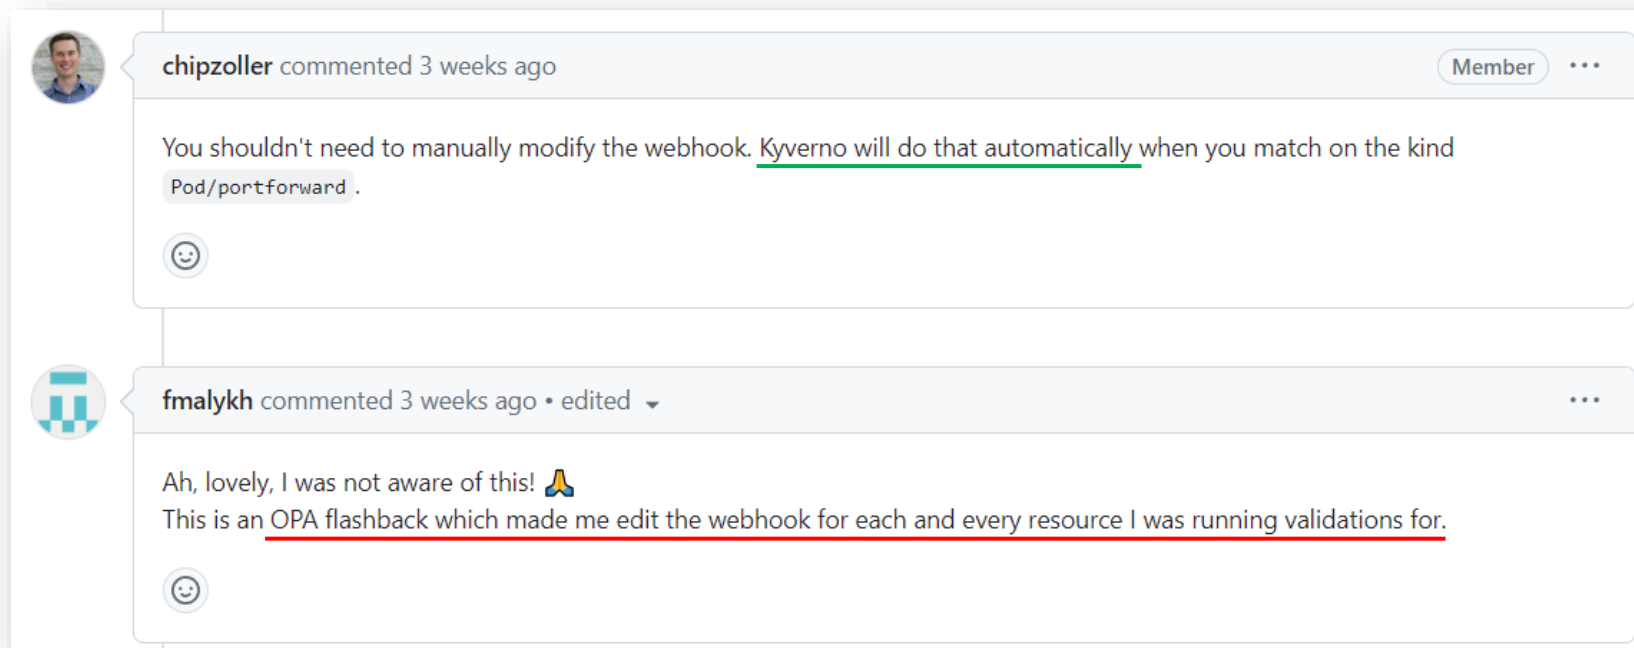 chipzoller commented 3 weeks ago
Member
You shouldn't need to manually modify the webhook. Kyverno will do that automatically when you match on the kind
Pod/portforward.
fmalykh commented 3 weeks ago • edited
Ah, lovely, I was not aware of this! 🙏
This is an OPA flashback which made me edit the webhook for each and every resource I was running validations for.